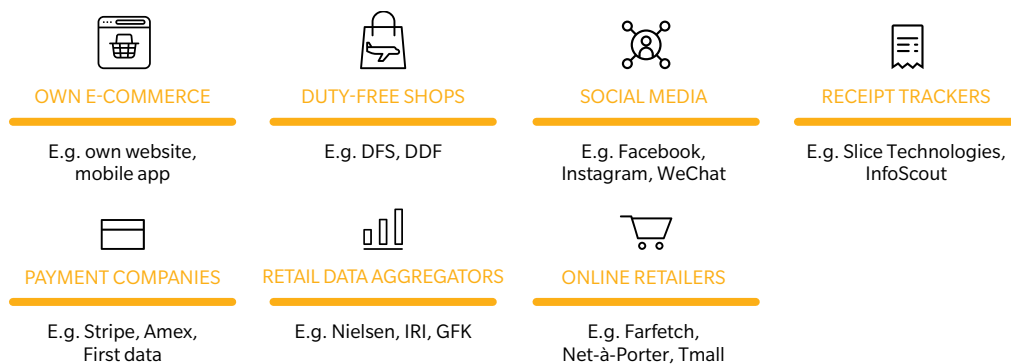 OWN E-COMMERCE
E.g. own website,
mobile app
DUTY-FREE SHOPS
E.g. DFS, DDF
SOCIAL MEDIA
E.g. Facebook,
Instagram, WeChat
RECEIPT TRACKERS
E.g. Slice Technologies,
InfoScout
PAYMENT COMPANIES
E.g. Stripe, Amex,
First data
RETAIL DATA AGGREGATORS
E.g. Nielsen, IRI, GFK
ONLINE RETAILERS
E.g. Farfetch,
Net-à-Porter, Tmall